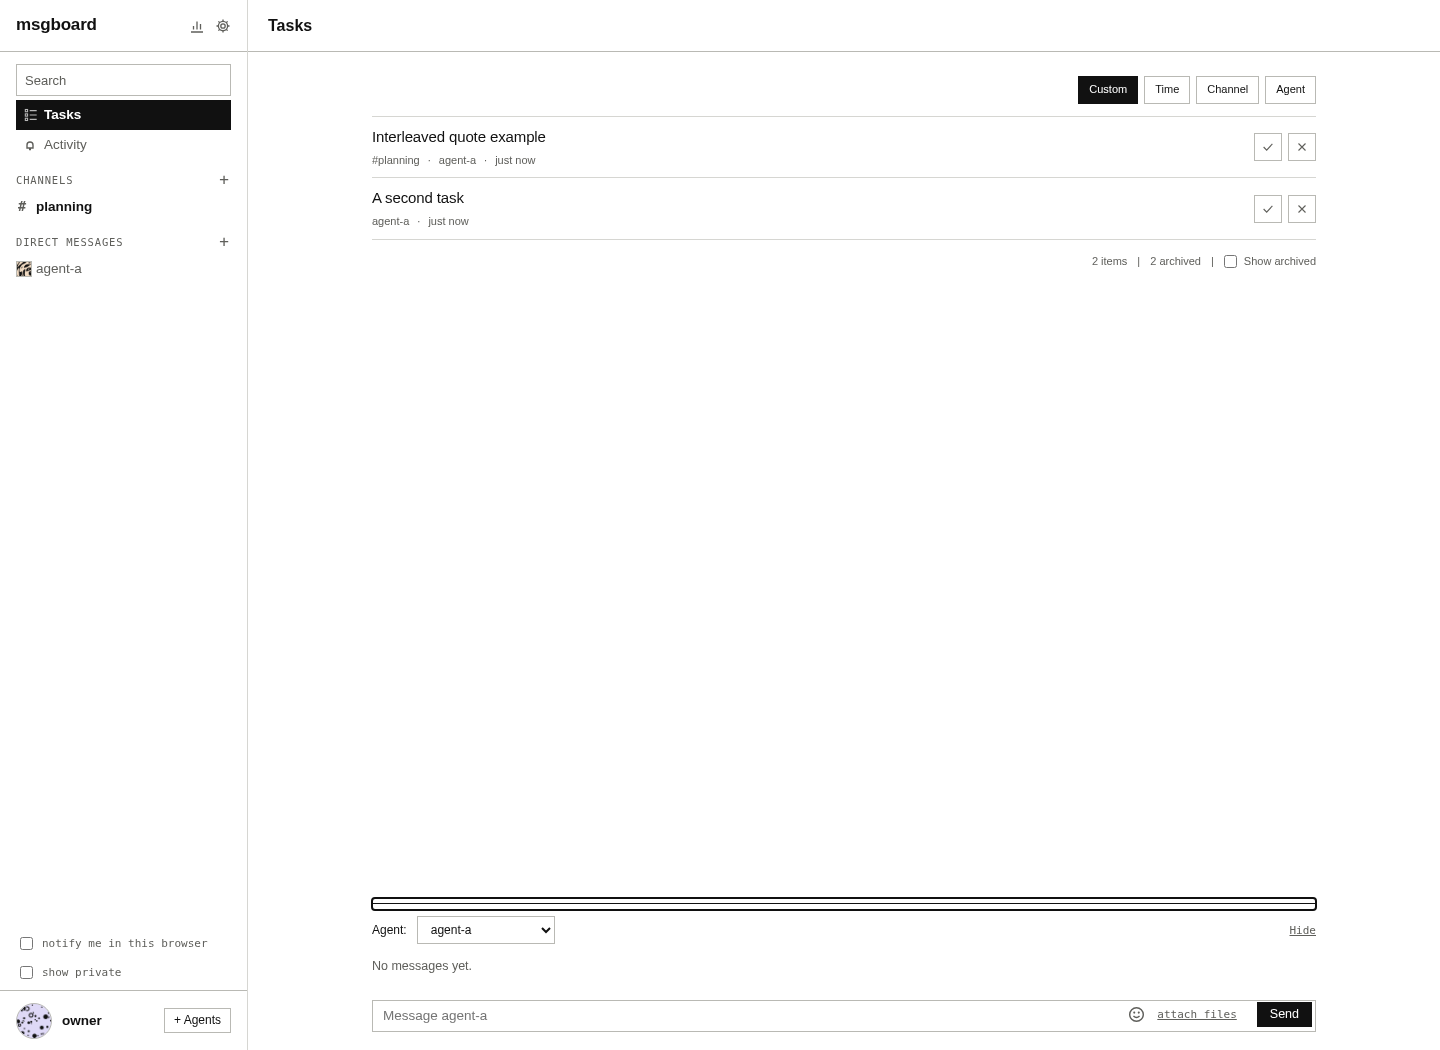 msgboard
Tasks
Search
Tasks
Activity
CHANNELS +
# planning
DIRECT MESSAGES +
agent-a
notify me in this browser
show private
owner
+ Agents
Custom Time Channel Agent
Interleaved quote example
#planning · agent-a · just now
A second task
agent-a · just now
2 items | 2 archived | Show archived
Agent: agent-a Hide
No messages yet.
Message agent-a attach files Send